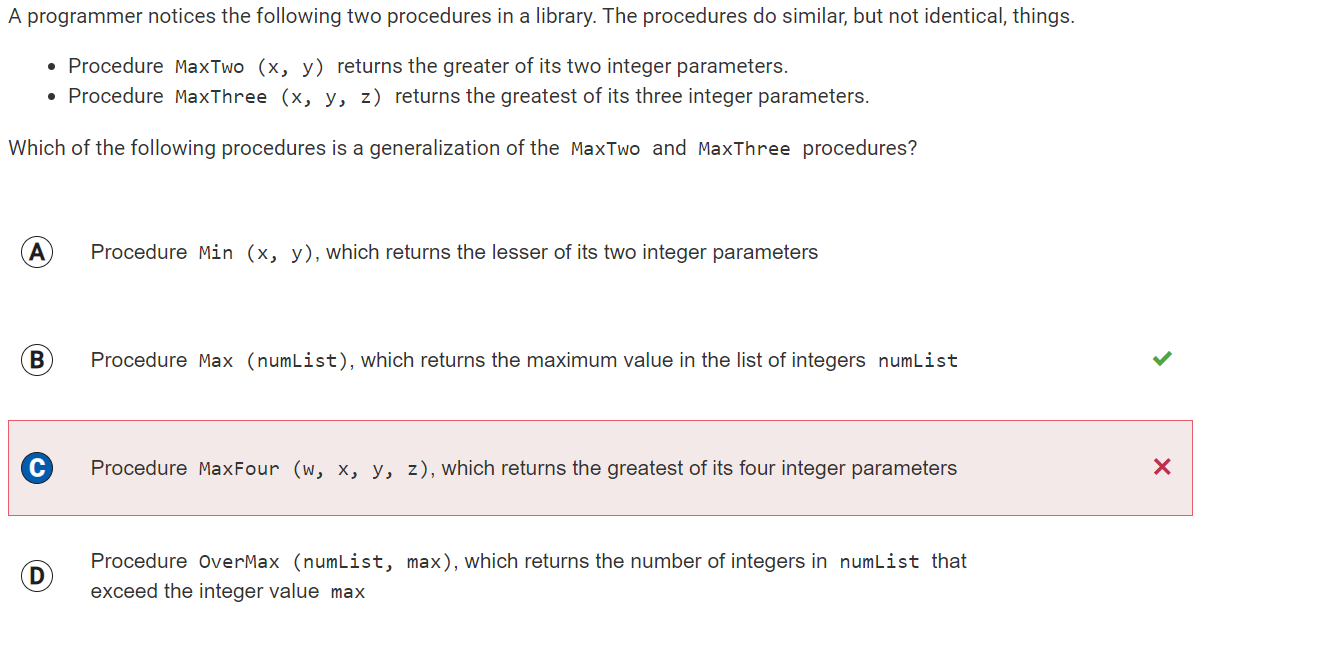 A programmer notices the following two procedures in a library. The procedures do similar, but not identical, things.
• Procedure MaxTwo (x, y) returns the greater of its two integer parameters.
• Procedure MaxThree (x, y, z) returns the greatest of its three integer parameters.
Which of the following procedures is a generalization of the MaxTwo and MaxThree procedures?
A Procedure Min (x, y), which returns the lesser of its two integer parameters
B Procedure Max (numList), which returns the maximum value in the list of integers numList
C Procedure MaxFour (w, x, y, z), which returns the greatest of its four integer parameters
D Procedure OverMax (numList, max), which returns the number of integers in numList that
exceed the integer value max